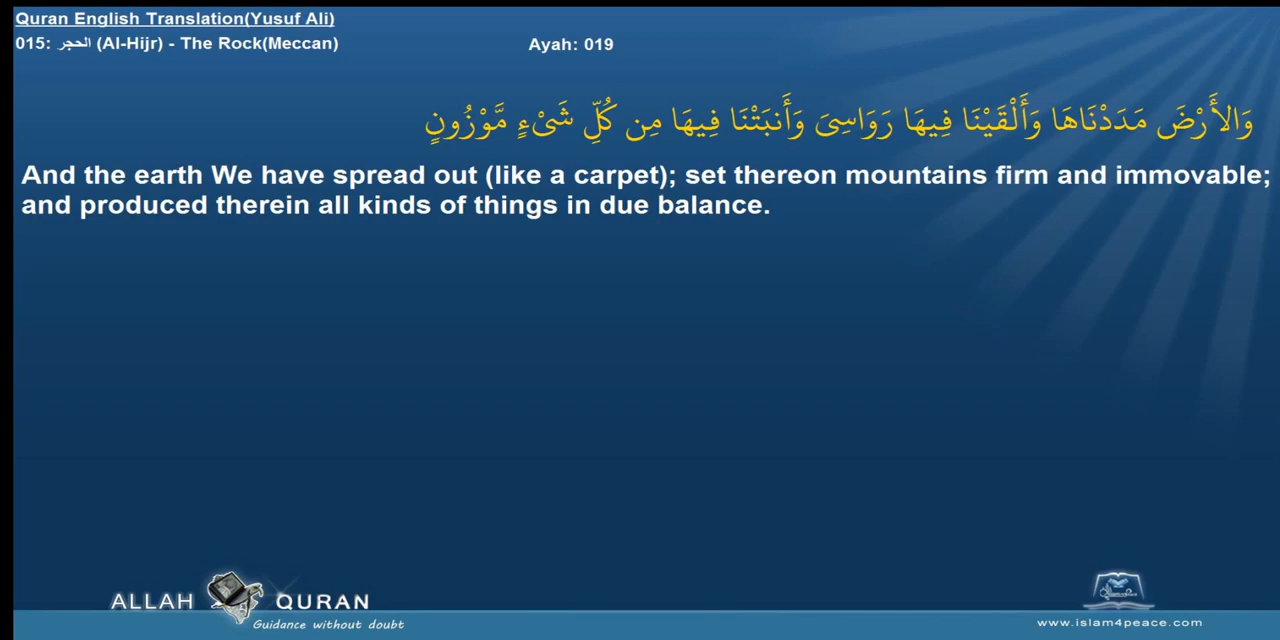 Quran English Translation(Yusuf Ali)
015: الحجر (Al-Hijr) - The Rock(Meccan) Ayah: 019
وَالأَرْضَ مَدَدْنَاهَا وَأَلْقَيْنَا فِيهَا رَوَاسِىَ وَأَنبَتْنَا فِيهَا مِن كُلِّ شَىْءٍ مَّوْزُونٍ
And the earth We have spread out (like a carpet); set thereon mountains firm and immovable;
and produced therein all kinds of things in due balance.
ALLAH QURAN
Guidance without doubt
www.islam4peace.com